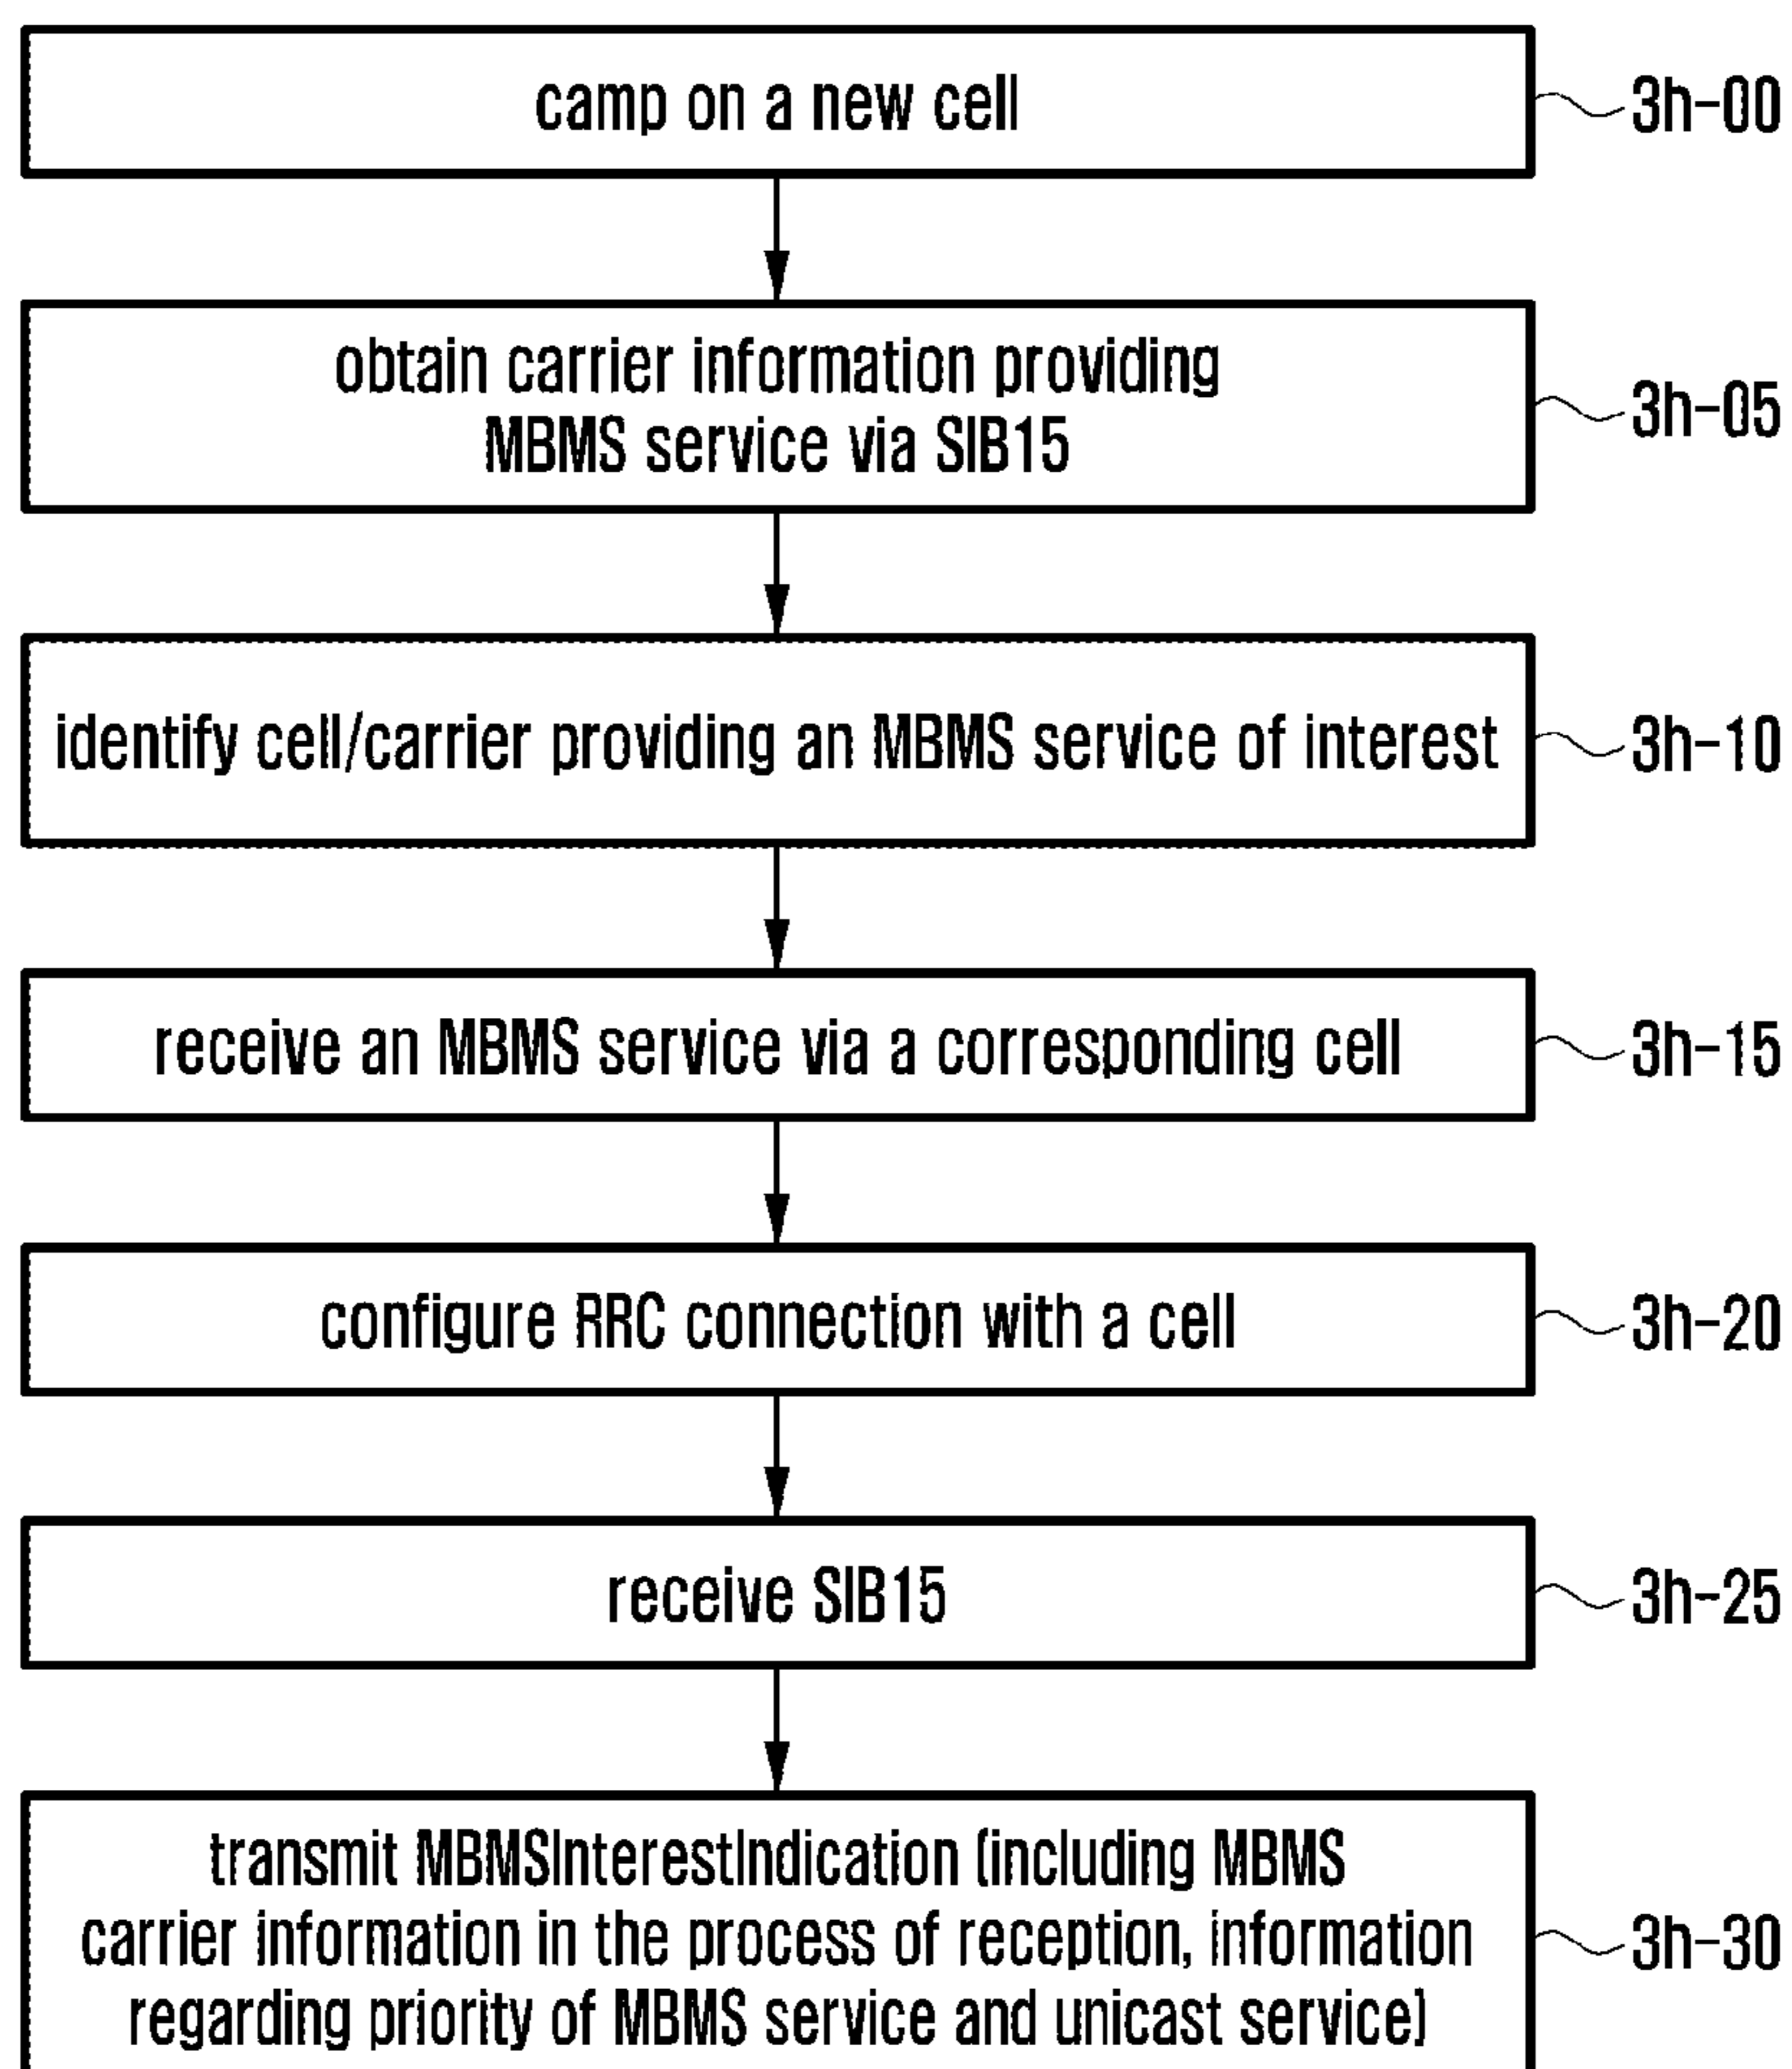 camp on a new cell
3h-00
obtain carrier information providing
MBMS service via SIB15
3h-05
identify cell/carrier providing an MBMS service of interest
3h-10
receive an MBMS service via a corresponding cell
3h-15
configure RRC connection with a cell
3h-20
receive SIB15
3h-25
transmit MBMSInterestIndication (including MBMS
carrier information in the process of reception, information
regarding priority of MBMS service and unicast service)
3h-30